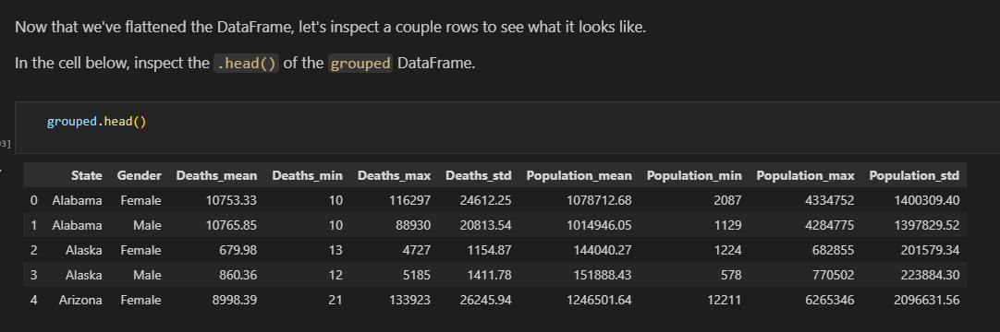 Now that we've flattened the DataFrame, let's inspect a couple rows to see what it looks like.
In the cell below, inspect the .head() of the grouped DataFrame.
grouped.head()
State Gender Deaths_mean Deaths_min Deaths_max Deaths_std Population_mean Population_min Population_max Population_std
0 Alabama Female 10753.33 10 116297 24612.25 1078712.68 2087 4334752 1400309.40
1 Alabama Male 10765.85 10 88930 20813.54 1014946.05 1129 4284775 1397829.52
2 Alaska Female 679.98 13 4727 1154.87 144040.27 1224 682855 201579.34
3 Alaska Male 860.36 12 5185 1411.78 151888.43 578 770502 223884.30
4 Arizona Female 8998.39 21 133923 26245.94 1246501.64 12211 6265346 2096631.56